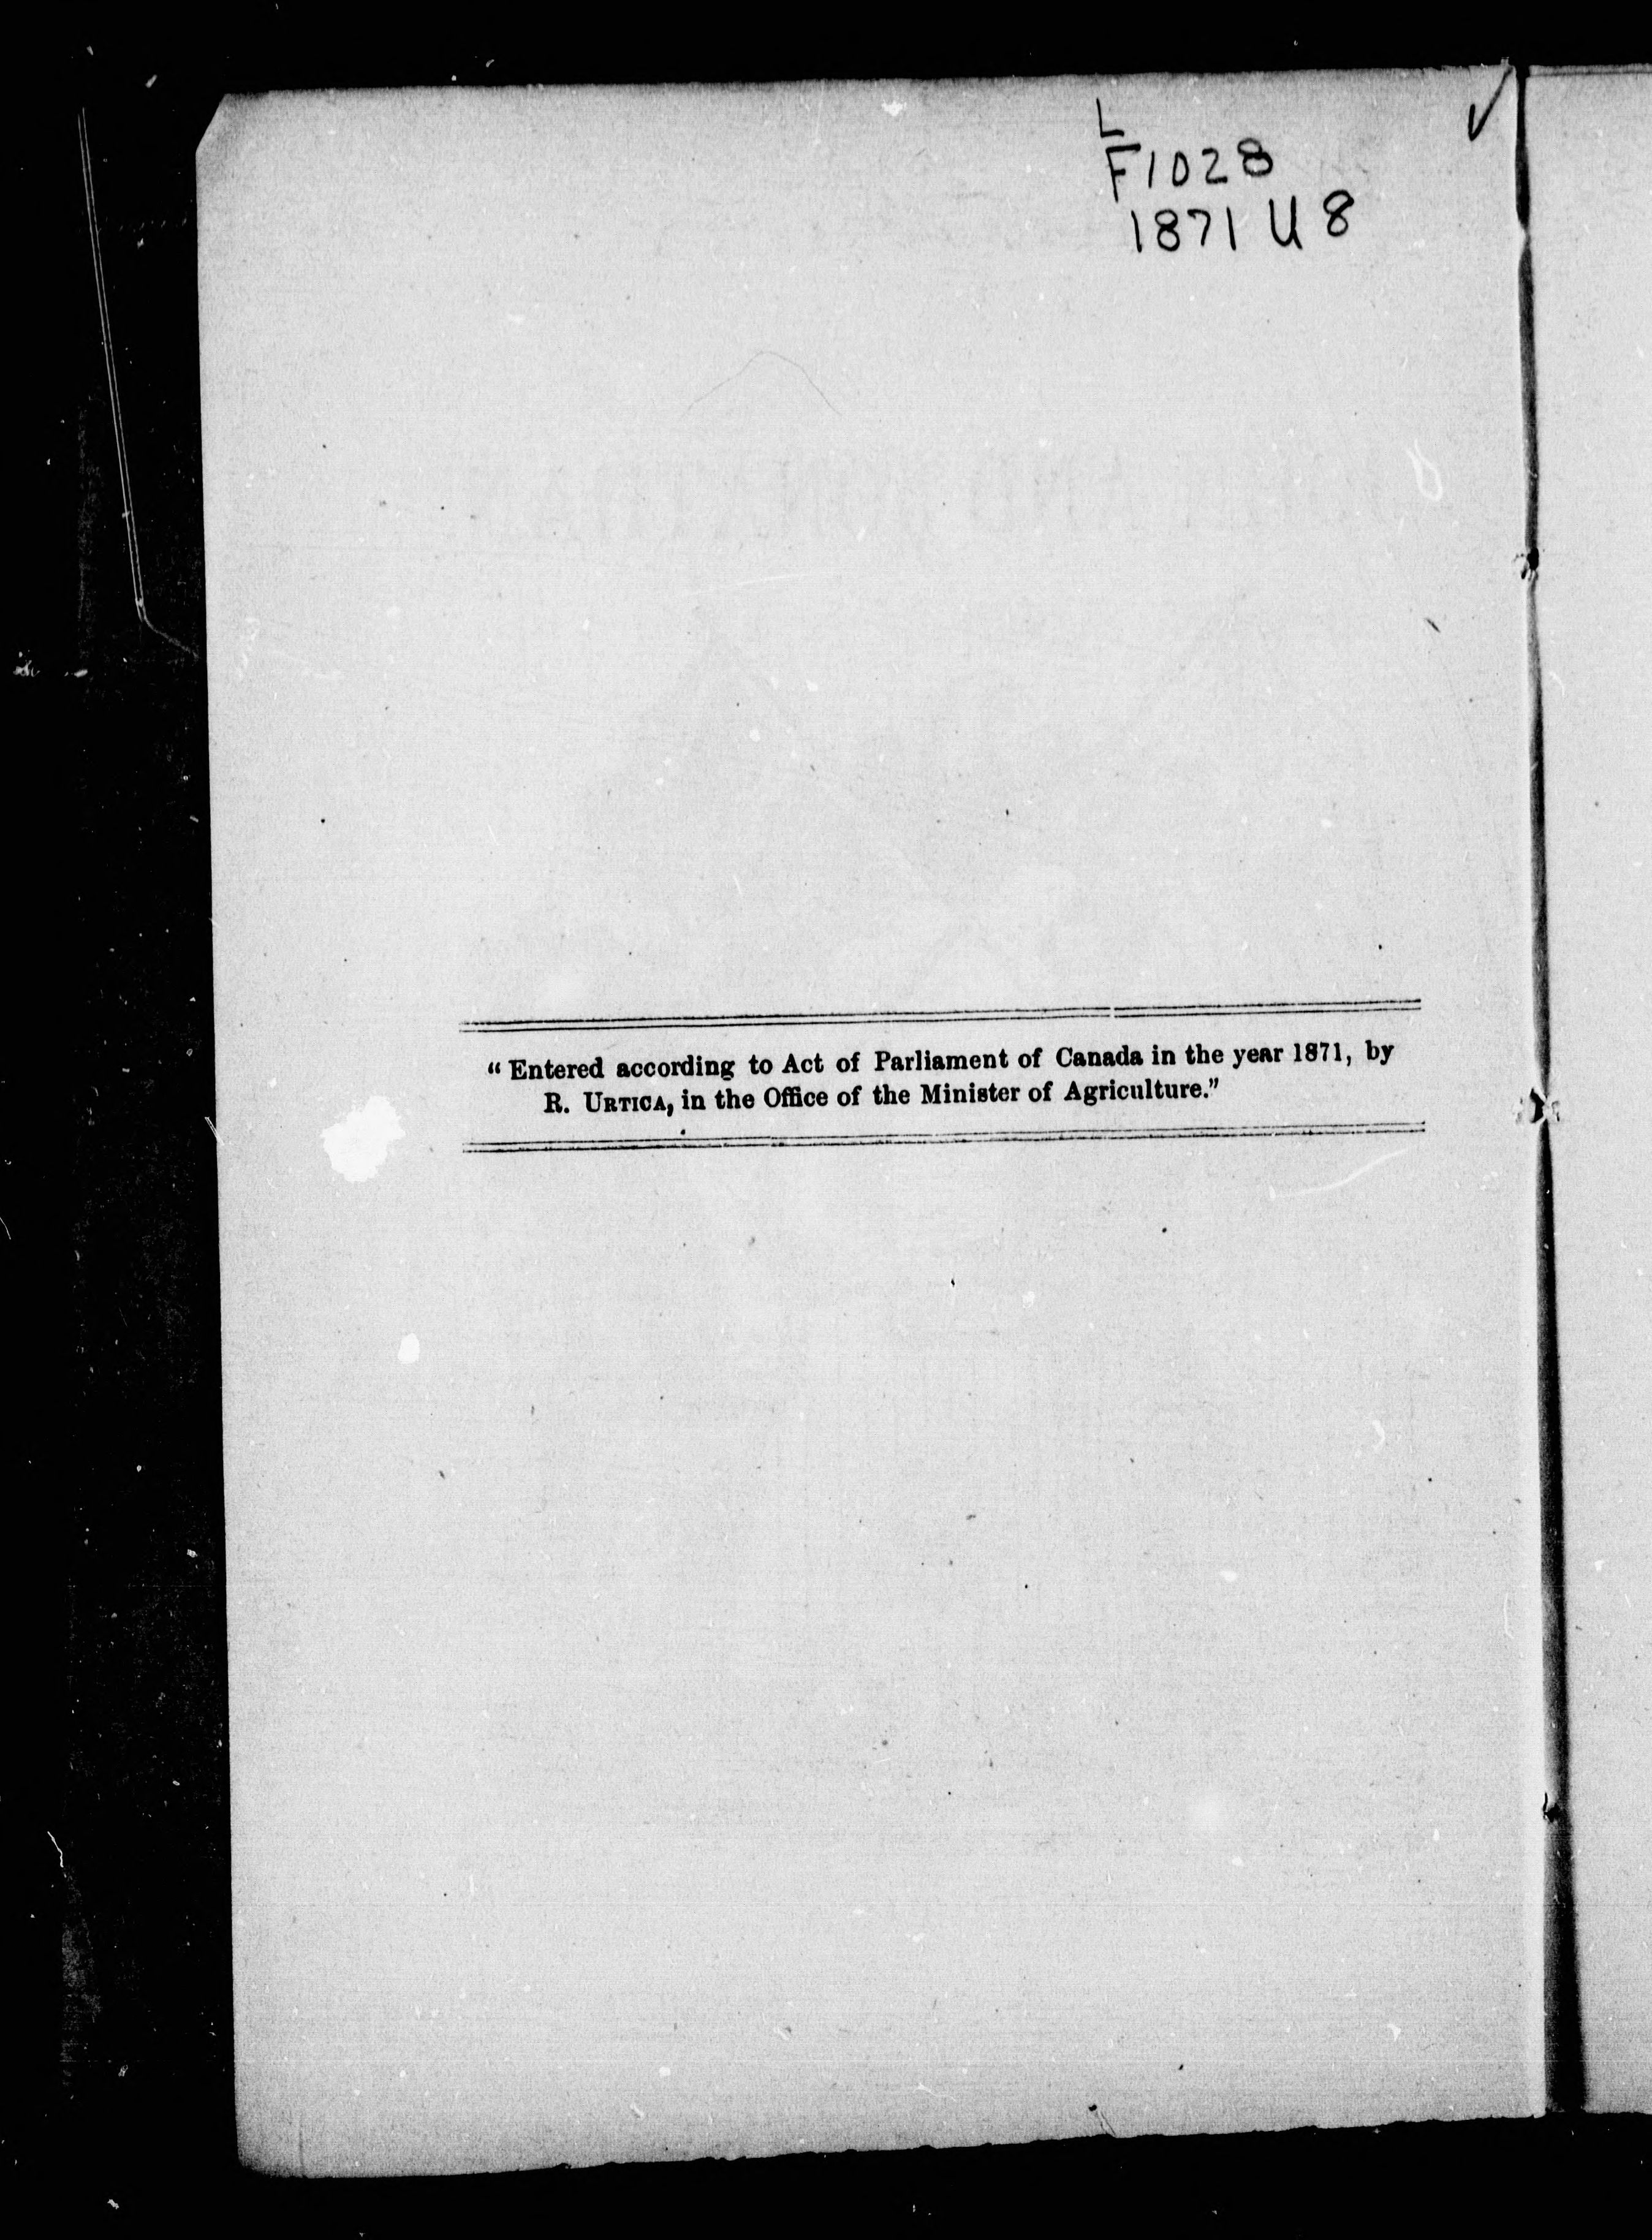 L
F1028
1871 U8
“Entered according to Act of Parliament of Canada in the year 1871, by
R. URTICA, in the Office of the Minister of Agriculture.”